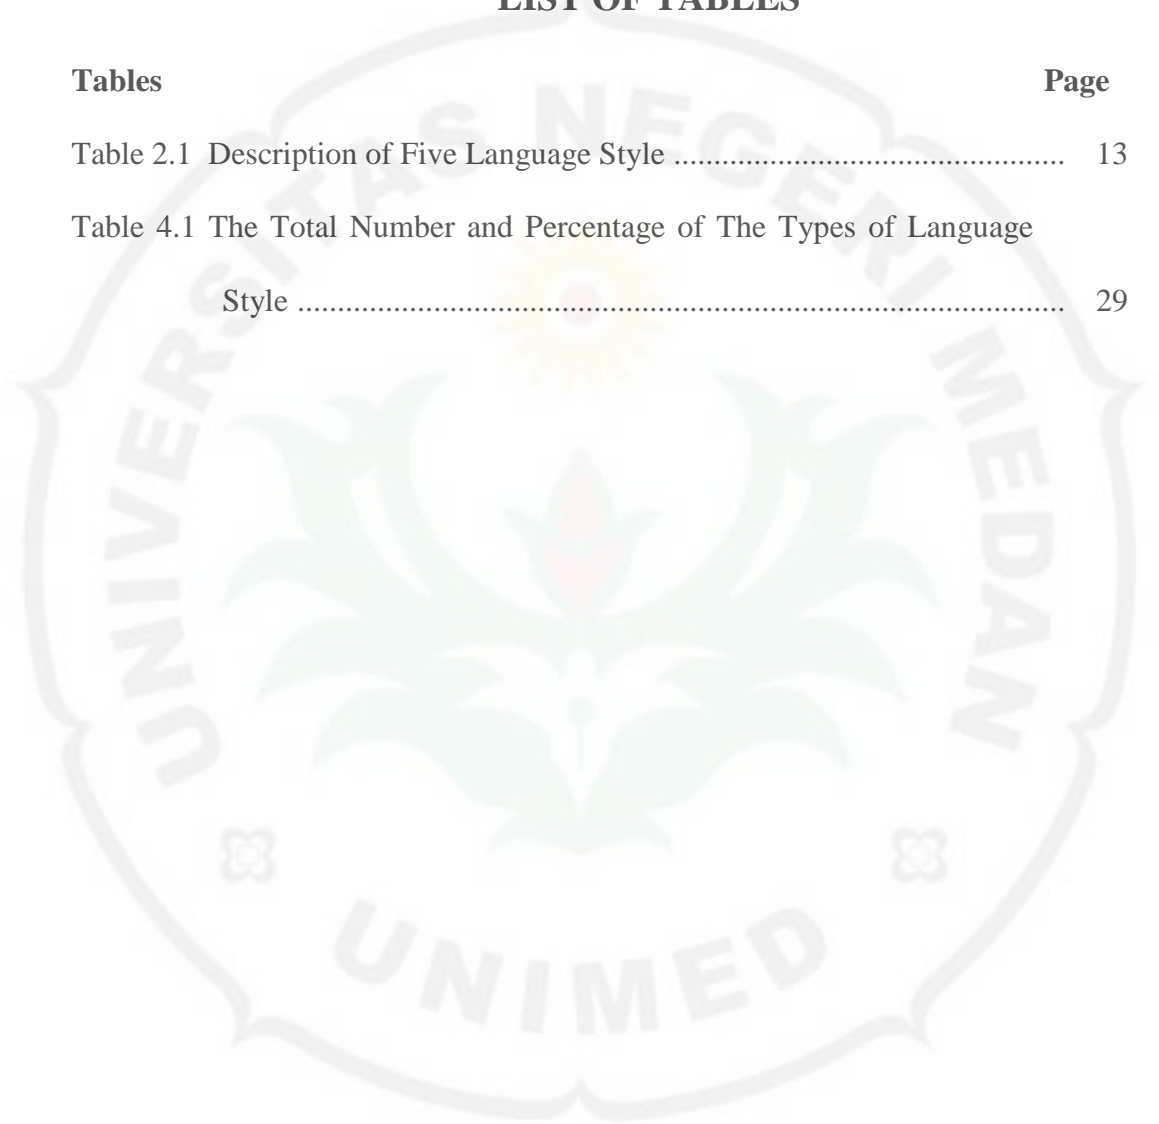 LIST OF TABLES
Tables Page
Table 2.1 Description of Five Language Style ................................................ 13
Table 4.1 The Total Number and Percentage of The Types of Language
Style .............................................................................................. 29
UNIVERSITAS NEGERI MEDAN
UNIMED